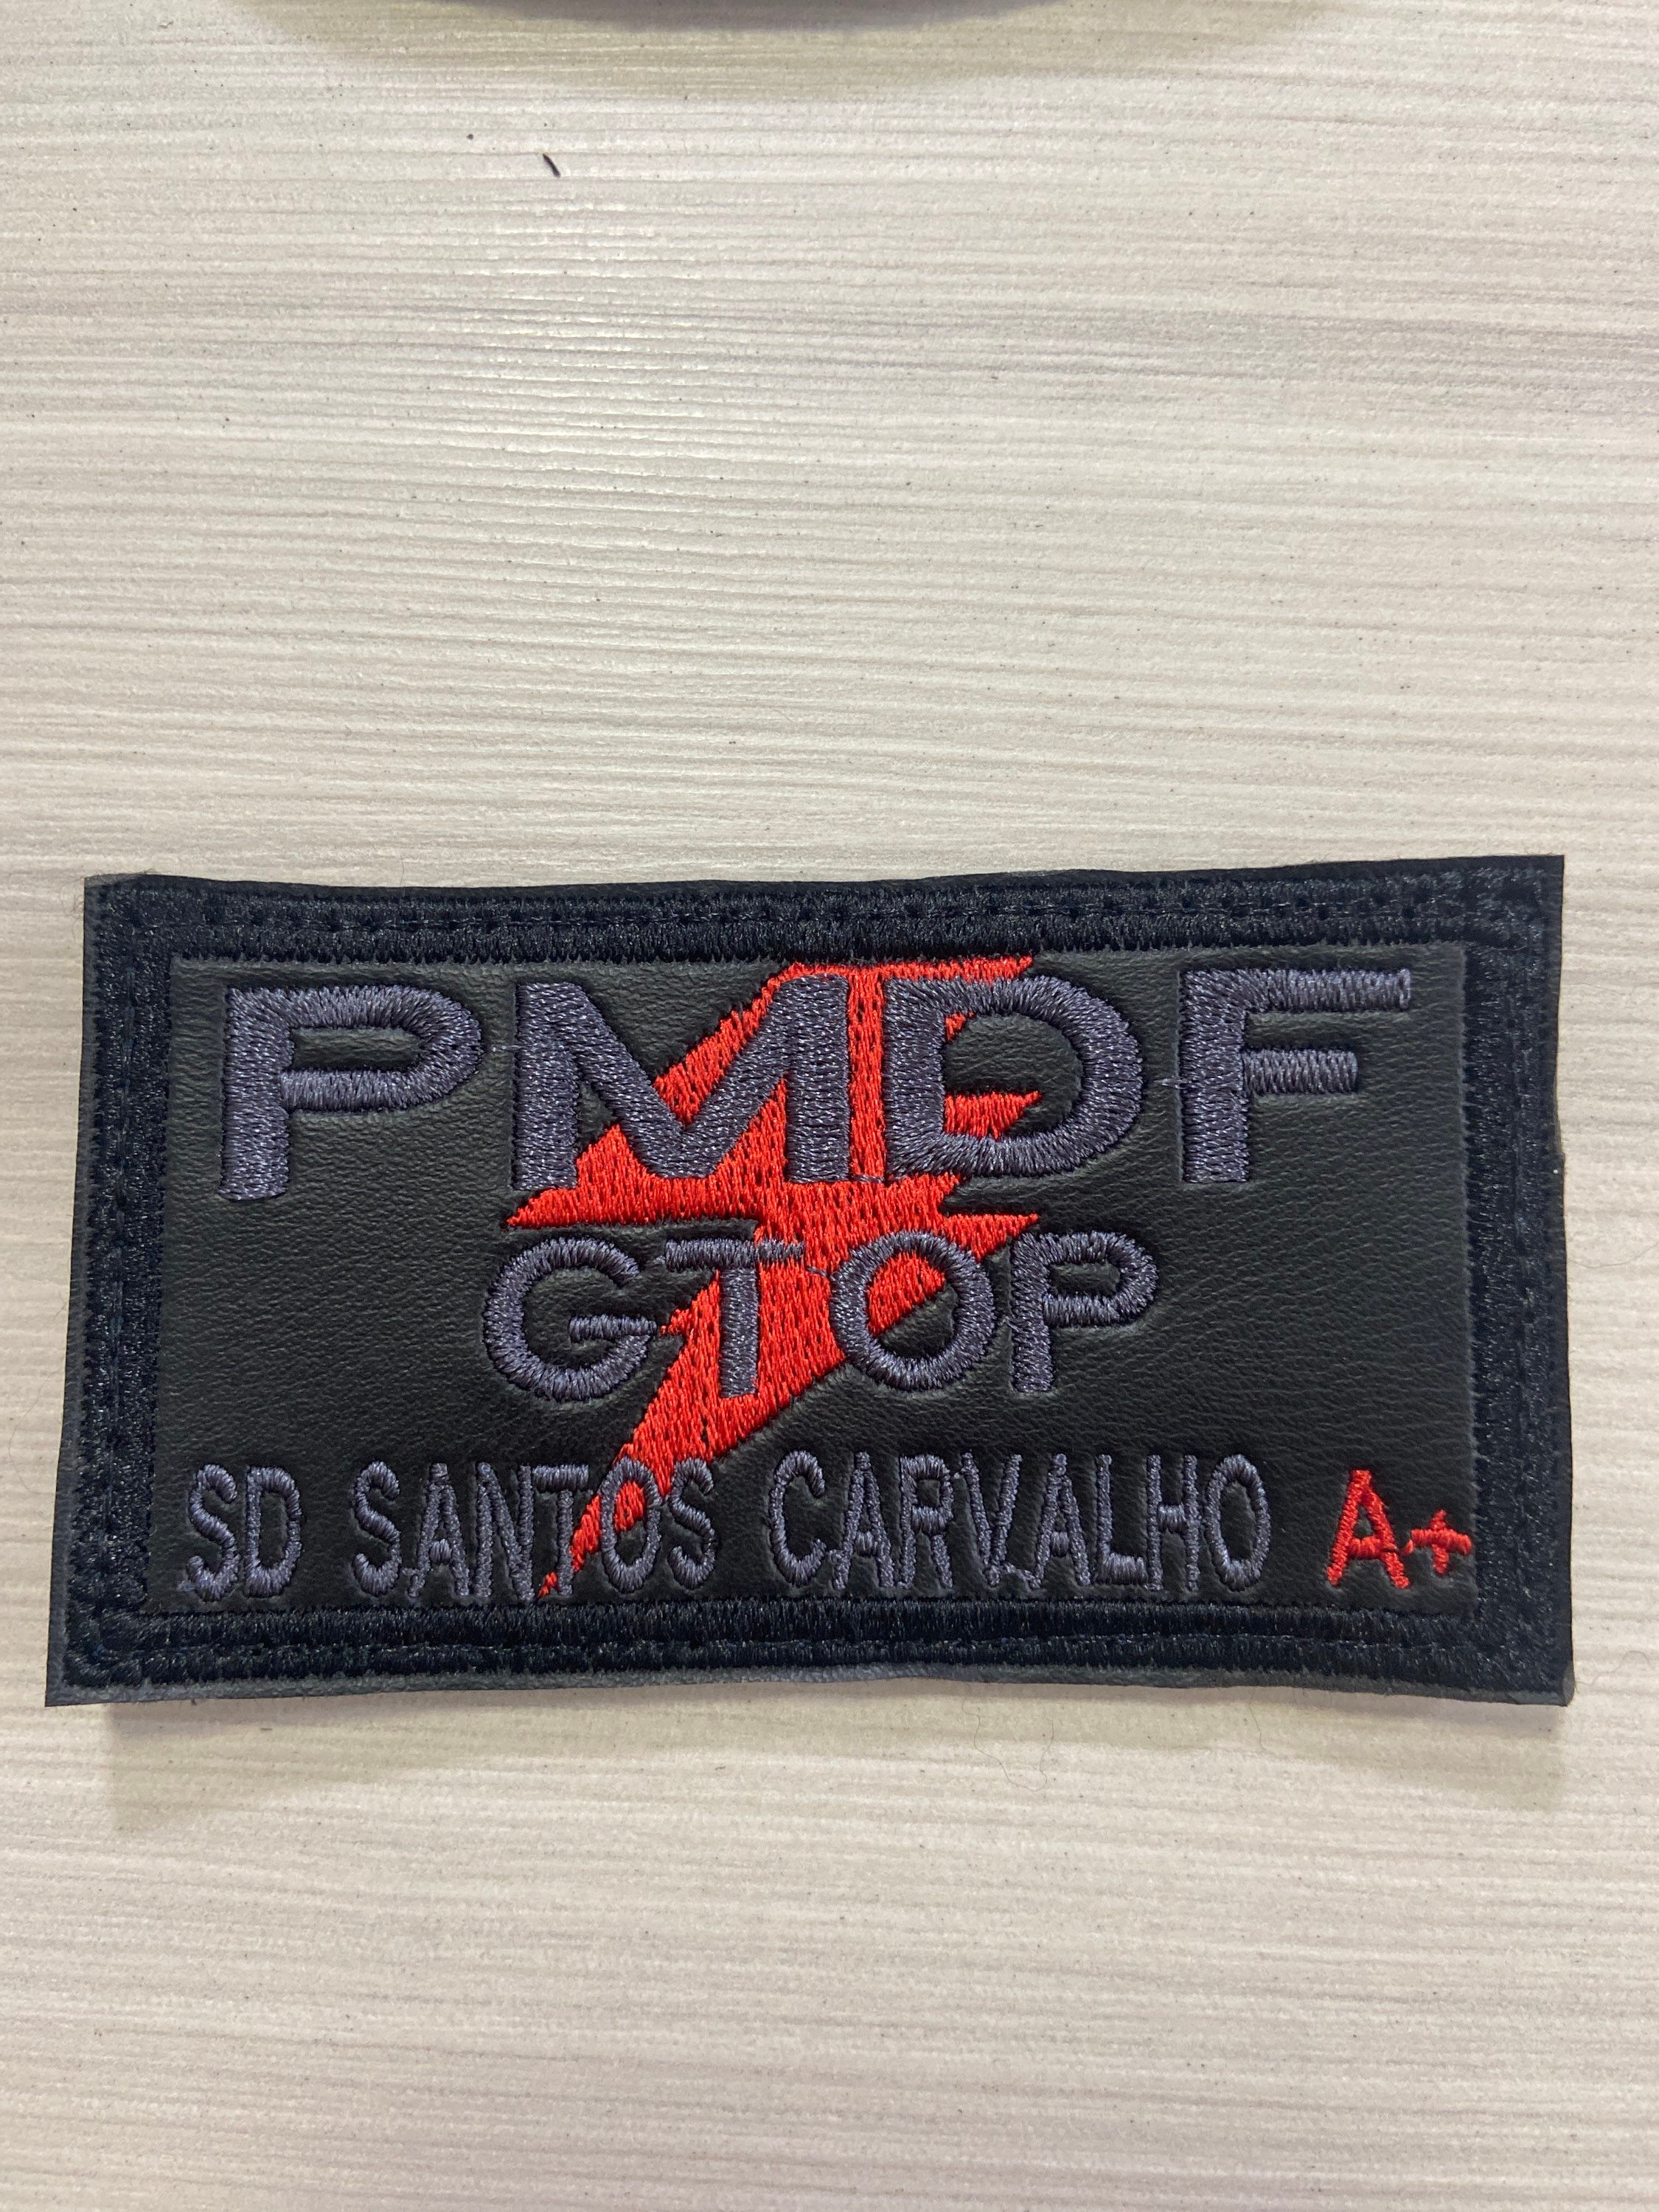 PMDF
GTOP
SD SANTOS CARVALHO A+